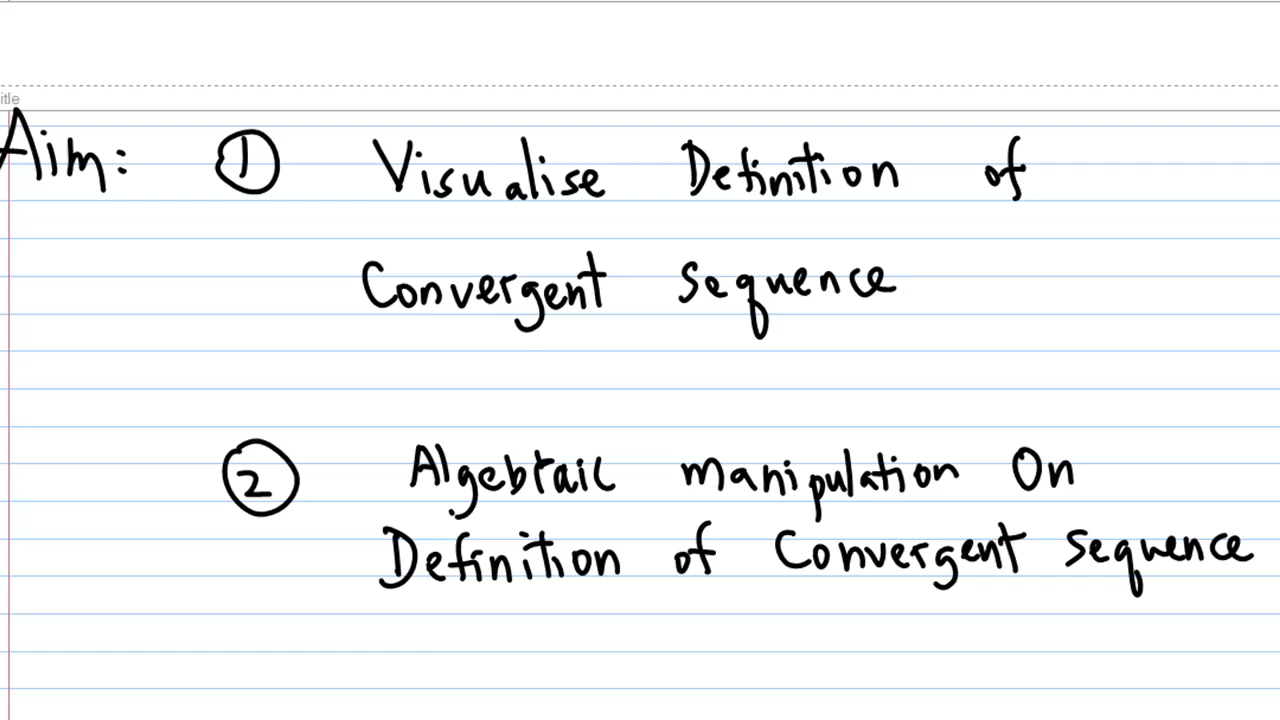 itle
Aim: ① Visualise Definition of
Convergent sequence
② Algebraic manipulation On
Definition of Convergent sequence